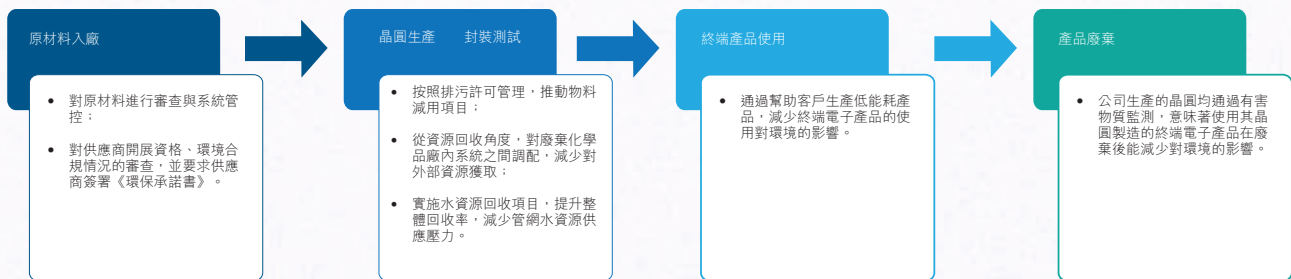 原材料入廠
• 對原材料進行審查與系統管
控；
• 對供應商開展資格、環境合
規情況的審查，並要求供應
商簽署《環保承諾書》。
晶圓生產 封裝測試
• 按照排污許可管理，推動物料
減用項目；
• 從資源回收角度，對廢棄化學
品廠內系統之間調配，減少對
外部資源獲取；
• 實施水資源回收項目，提升整
體回收率，減少管網水資源供
應壓力。
終端產品使用
• 通過幫助客戶生產低能耗產
品，減少終端電子產品的使
用對環境的影響。
產品廢棄
• 公司生產的晶圓均通過有害
物質監測，意味著使用其晶
圓製造的終端電子產品在廢
棄後能減少對環境的影響。